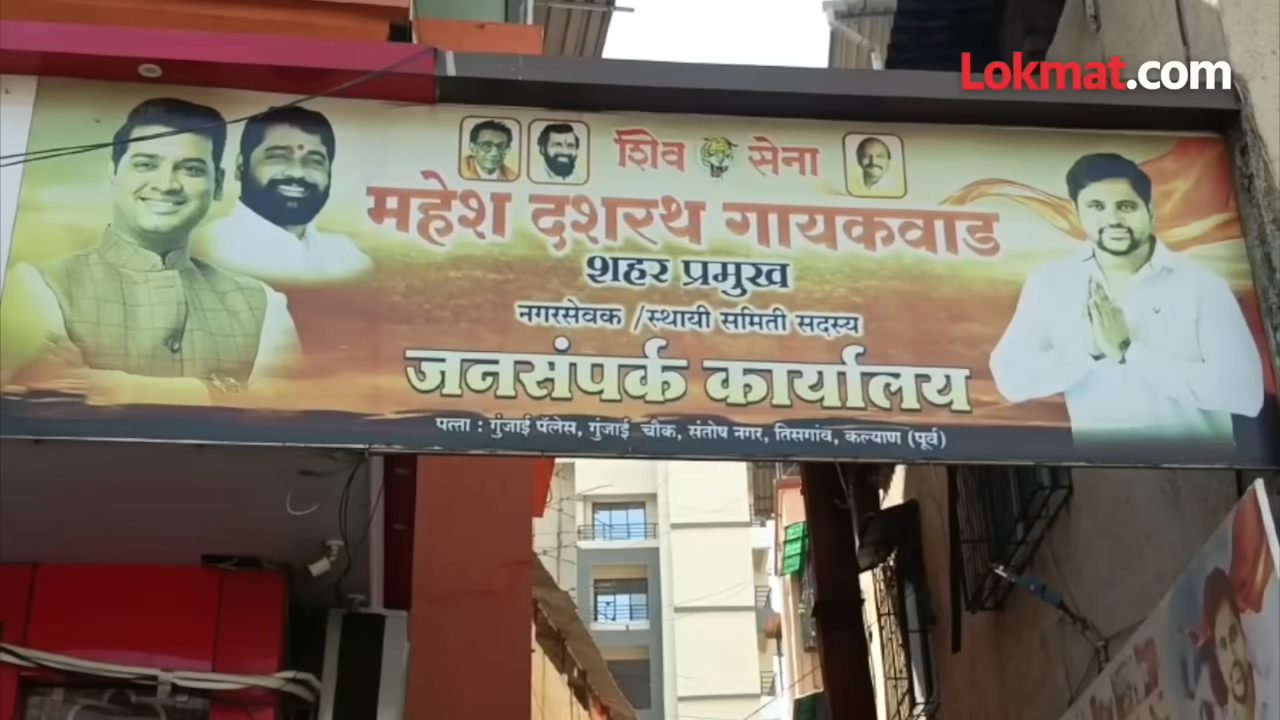 Lokmat.com
शिव सेना
महेश दशरथ गायकवाड
शहर प्रमुख
नगरसेवक /स्थायी समिती सदस्य
जनसंपर्क कार्यालय
पत्ता : गुंजाई पॅलेस, गुंजाई चौक, संतोष नगर, तिसगांव, कल्याण (पूर्व)